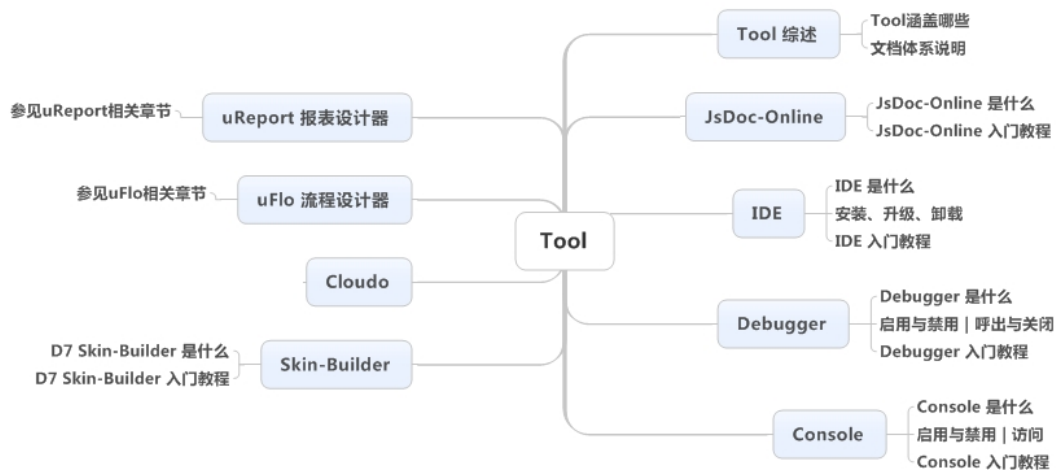 Tool
Tool 综述
Tool涵盖哪些
文档体系说明
JsDoc-Online
JsDoc-Online 是什么
JsDoc-Online 入门教程
IDE
IDE 是什么
安装、升级、卸载
IDE 入门教程
Debugger
Debugger 是什么
启用与禁用 | 呼出与关闭
Debugger 入门教程
Console
Console 是什么
启用与禁用 | 访问
Console 入门教程
uReport 报表设计器
参见uReport相关章节
uFlo 流程设计器
参见uFlo相关章节
Cloudo
Skin-Builder
D7 Skin-Builder 是什么
D7 Skin-Builder 入门教程